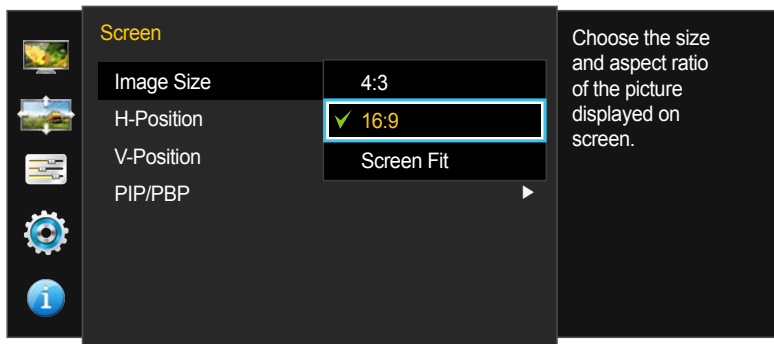 Screen
Image Size
4:3
H-Position
16:9
V-Position
Screen Fit
PIP/PBP
Choose the size
and aspect ratio
of the picture
displayed on
screen.